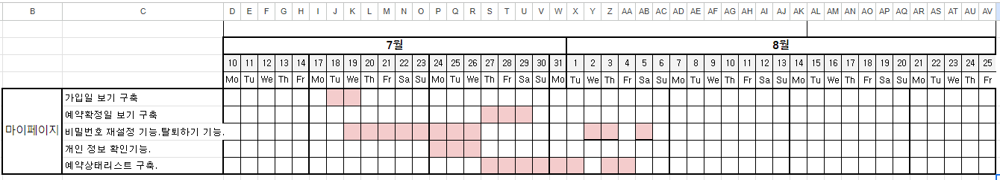 B C D E F G H I J K L M N O P Q R S T U V W X Y Z AA AB AC AD AE AF AG AH AI AJ AK AL AM AN AO AP AQ AR AS AT AU AV
7월 8월
10 11 12 13 14 17 18 19 20 21 22 23 24 25 26 27 28 29 30 31 1 2 3 4 5 6 7 8 9 10 11 12 13 14 15 16 17 18 19 20 21 22 23 24 25
Mo Tu We Th Fr Mo Tu We Th Fr Sa Su Mo Tu We Th Fr Sa Su Mo Tu We Th Fr Sa Su Mo Tu We Th Fr Sa Su Mo Tu We Th Fr Sa Su Mo Tu We Th Fr
마이페이지
가입일 보기 구축
예약확정일 보기 구축
비밀번호 재설정 기능.탈퇴하기 기능.
개인 정보 확인기능.
예약상태리스트 구축.